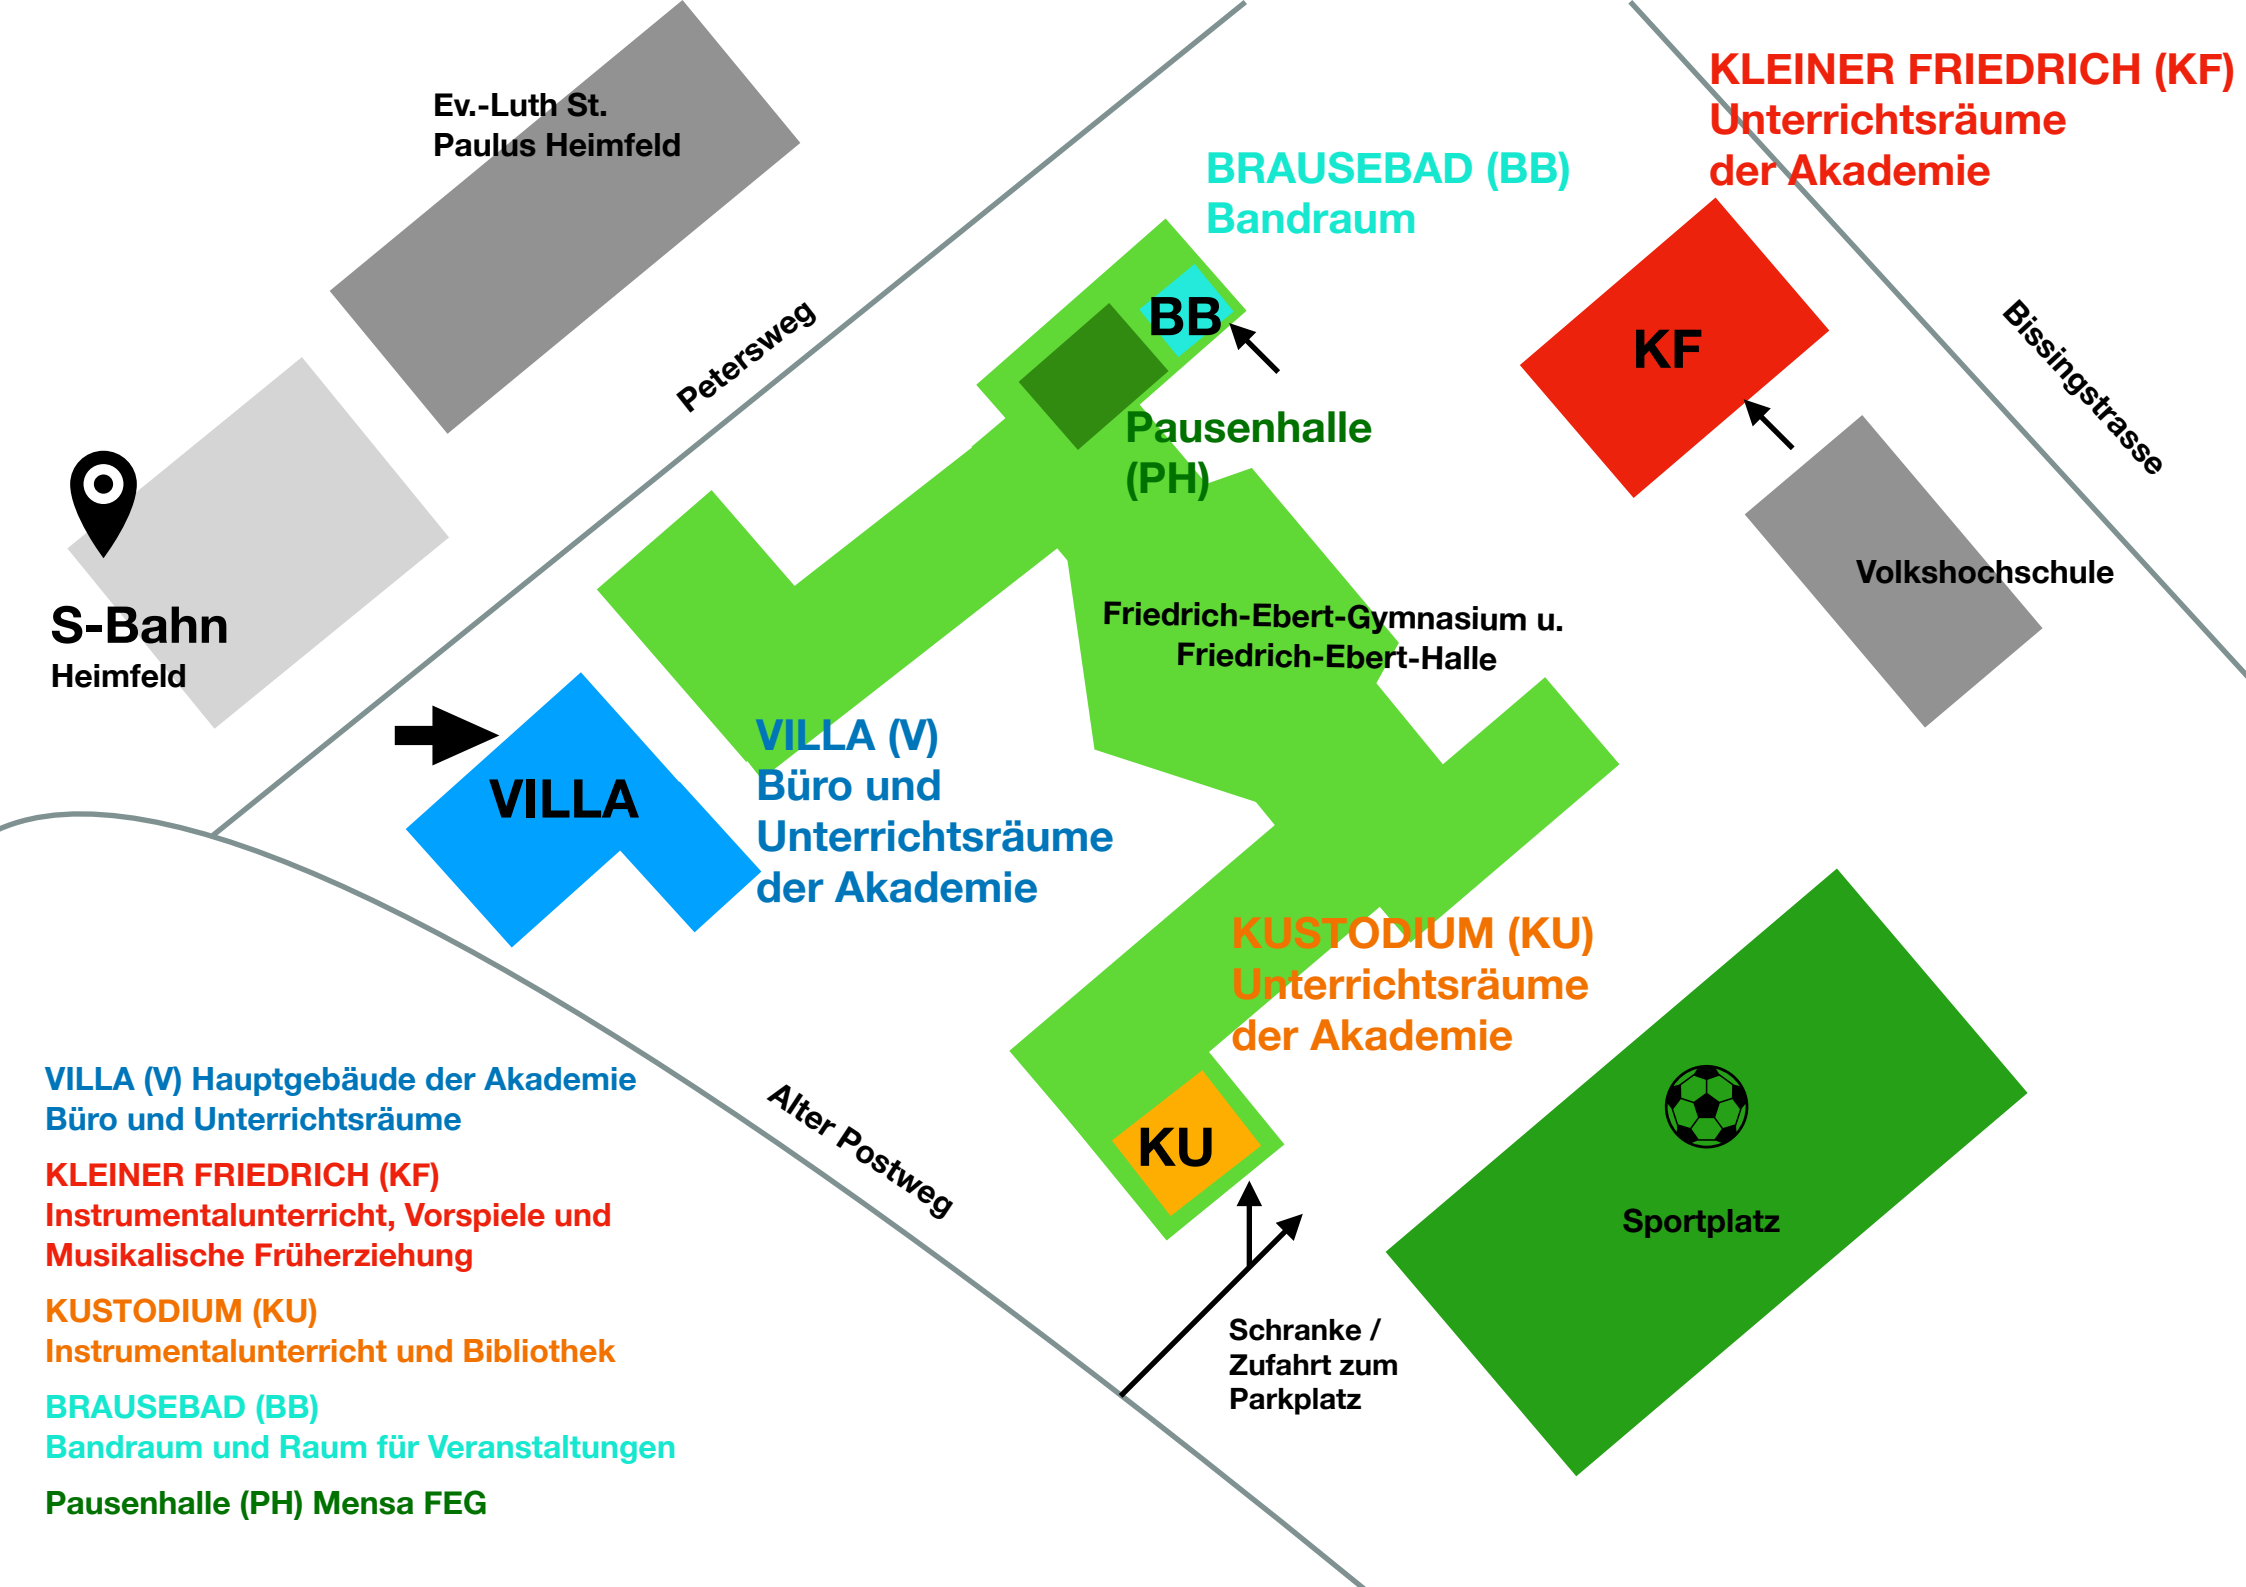 Ev.-Luth St.
Paulus Heimfeld
KLEINER FRIEDRICH (KF)
Unterrichtsräume
der Akademie
BRAUSEBAD (BB)
Bandraum
BB
KF
Petersweg
Bissingstrasse
Pausenhalle
(PH)
Volkshochschule
S-Bahn
Heimfeld
Friedrich-Ebert-Gymnasium u.
Friedrich-Ebert-Halle
VILLA
VILLA (V)
Büro und
Unterrichtsräume
der Akademie
KUSTODIUM (KU)
Unterrichtsräume
der Akademie
KU
Alter Postweg
Sportplatz
Schranke /
Zufahrt zum
Parkplatz
VILLA (V) Hauptgebäude der Akademie
Büro und Unterrichtsräume
KLEINER FRIEDRICH (KF)
Instrumentalunterricht, Vorspiele und
Musikalische Früherziehung
KUSTODIUM (KU)
Instrumentalunterricht und Bibliothek
BRAUSEBAD (BB)
Bandraum und Raum für Veranstaltungen
Pausenhalle (PH) Mensa FEG